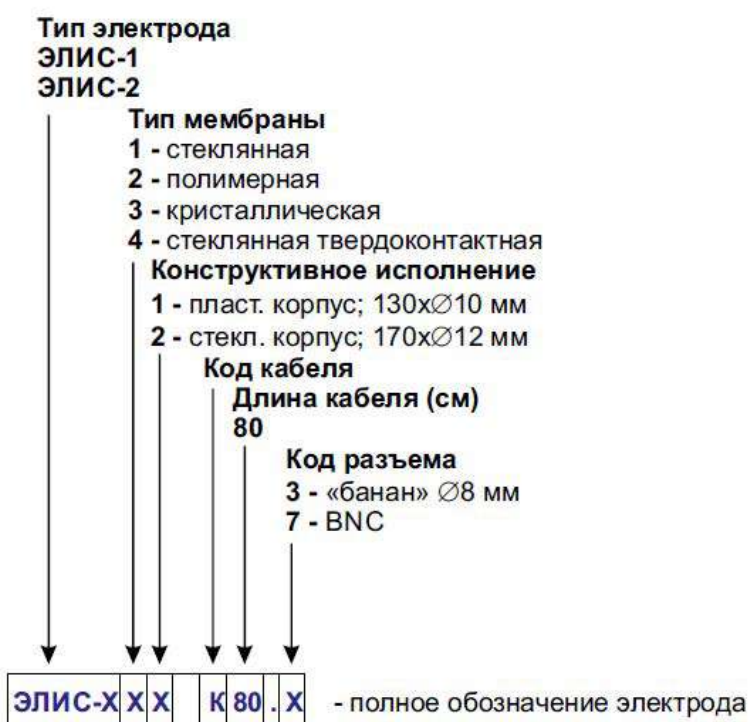 Тип электрода
ЭЛИС-1
ЭЛИС-2
Тип мембраны
1 - стеклянная
2 - полимерная
3 - кристаллическая
4 - стеклянная твердоконтактная
Конструктивное исполнение
1 - пласт. корпус; 130x∅10 мм
2 - стекл. корпус; 170x∅12 мм
Код кабеля
Длина кабеля (см)
80
Код разъема
3 - «банан» ∅8 мм
7 - BNC
ЭЛИС-Х Х Х К 80 . Х - полное обозначение электрода